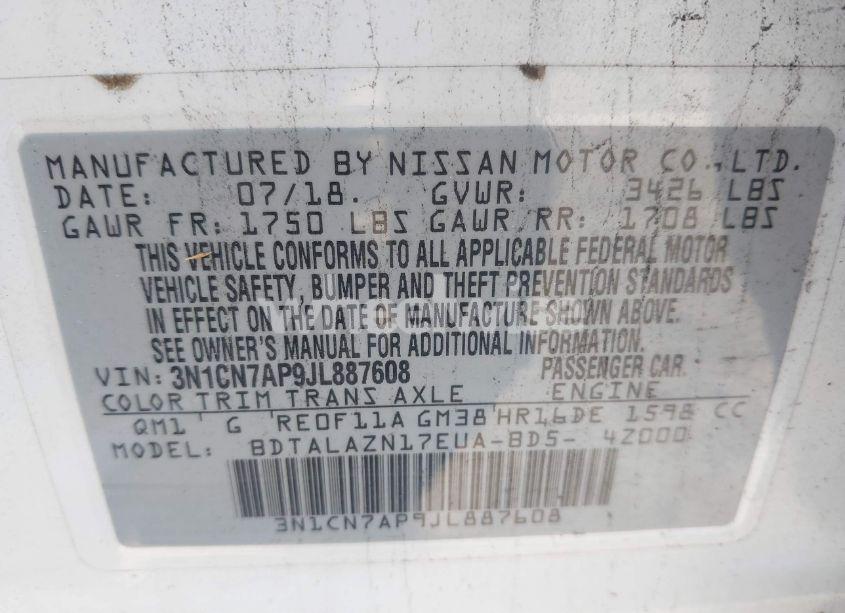 MANUFACTURED BY NISSAN MOTOR CO.,LTD.
DATE: 07/18. GVWR: 3426 LBS
GAWR FR: 1750 LBS GAWR RR: 1708 LBS
THIS VEHICLE CONFORMS TO ALL APPLICABLE FEDERAL MOTOR
VEHICLE SAFETY, BUMPER AND THEFT PREVENTION STANDARDS
IN EFFECT ON THE DATE OF MANUFACTURE SHOWN ABOVE.
SEE OWNER'S MANUAL FOR ADDITIONAL INFORMATION.
VIN: 3N1CN7AP9JL887608 PASSENGER CAR.
COLOR TRIM TRANS AXLE ENGINE
QM1 G RE0F11A GM38 HR16DE 1598 CC
MODEL: BDTALAZN17EUA-BD5- 4Z000
3N1CN7AP9JL887608